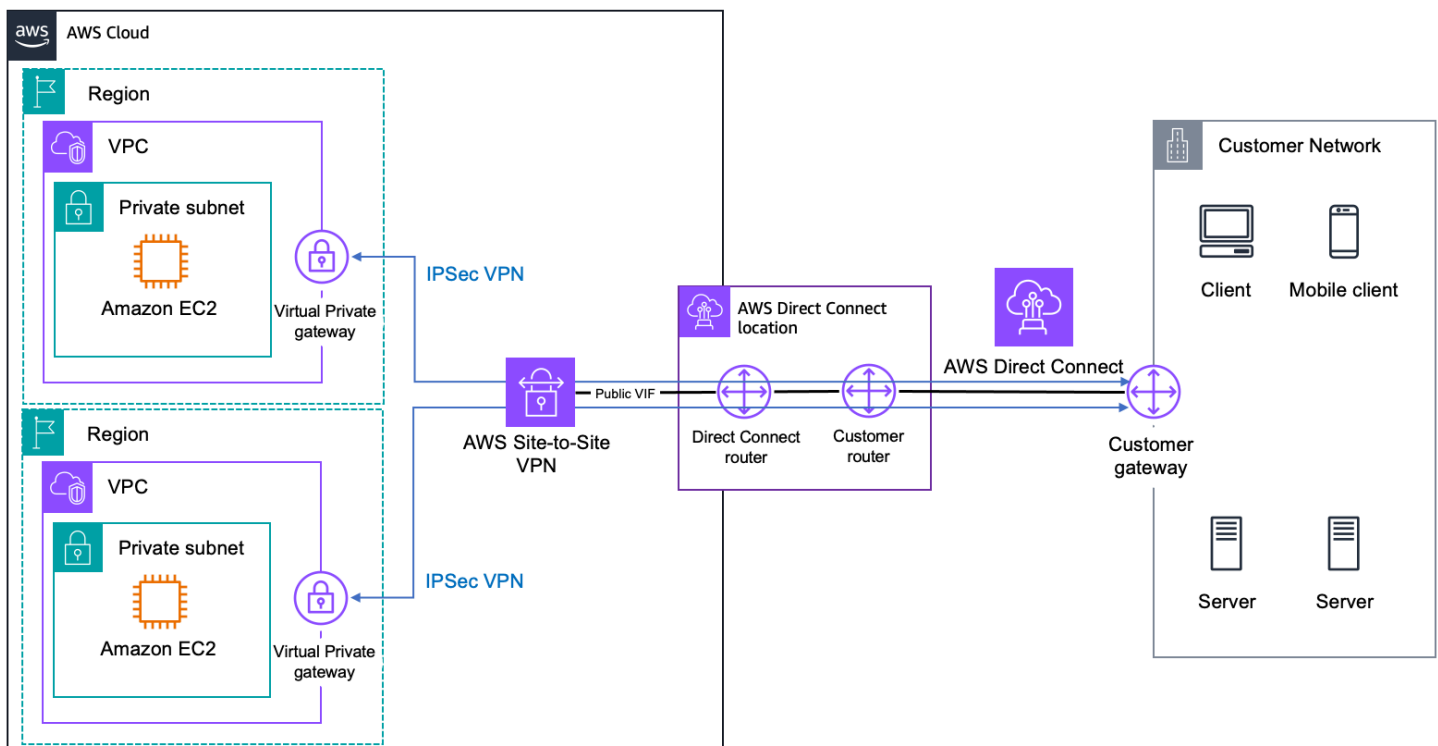 aws
AWS Cloud
Region
VPC
Private subnet
Amazon EC2
Virtual Private
gateway
IPSec VPN
Region
VPC
Private subnet
Amazon EC2
Virtual Private
gateway
IPSec VPN
AWS Site-to-Site
VPN
Public VIF
AWS Direct Connect
location
Direct Connect
router
Customer
router
AWS Direct Connect
Customer
gateway
Customer Network
Client
Mobile client
Server
Server